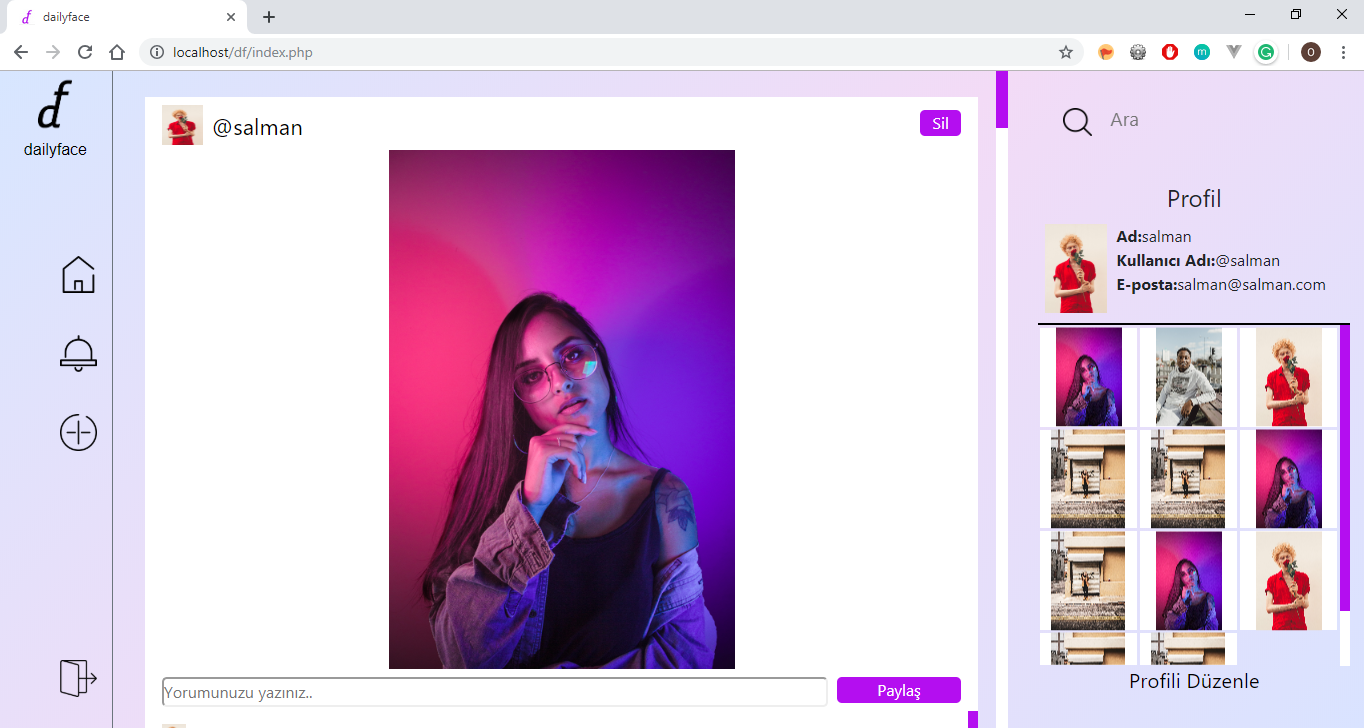 dailyface
localhost/df/index.php
O
m
df
dailyface
@salman
Sil
Yorumunuzu yazınız..
Paylaş
Ara
Profil
Ad:salman
Kullanıcı Adı:@salman
E-posta:salman@salman.com
Profili Düzenle